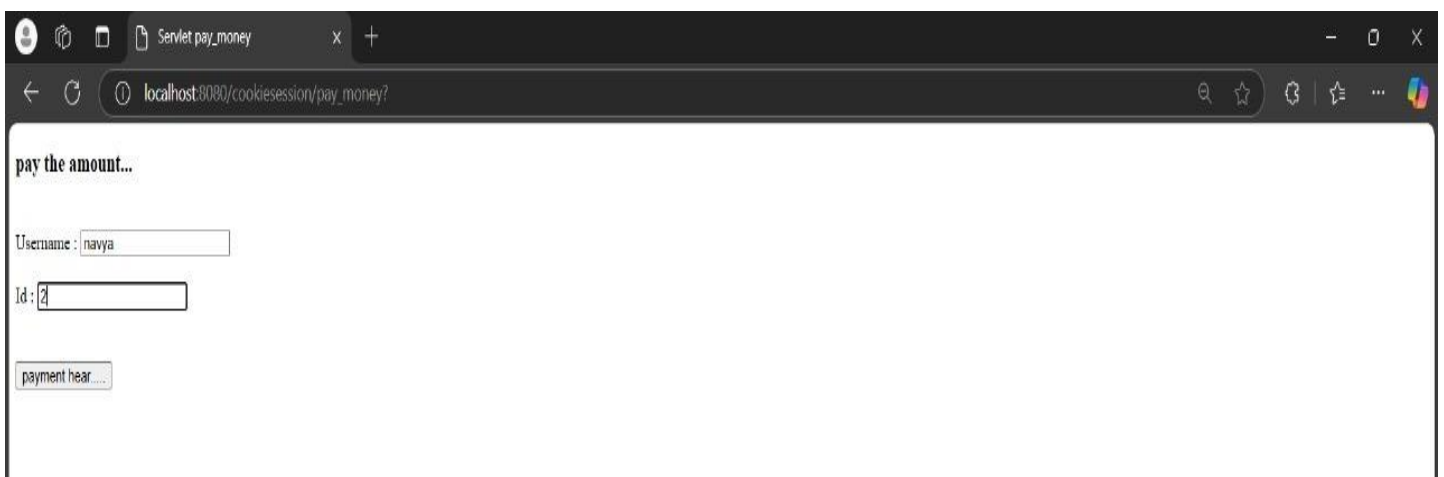 Servlet pay_money
localhost:8080/cookiesession/pay_money?
pay the amount...
Username : navya
Id : 2
payment hear.....